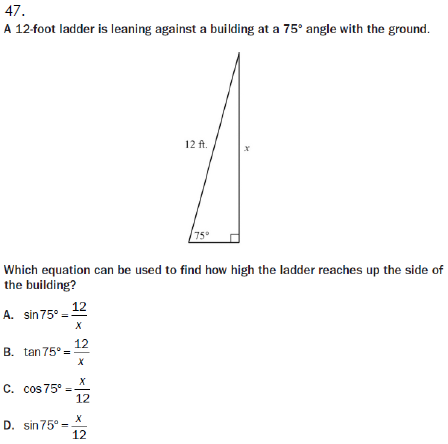 47.
A 12-foot ladder is leaning against a building at a 75° angle with the ground.
12 ft.
x
75°
Which equation can be used to find how high the ladder reaches up the side of
the building?
A. sin75° = 12/x
B. tan75° = 12/x
C. cos75° = x/12
D. sin75° = x/12